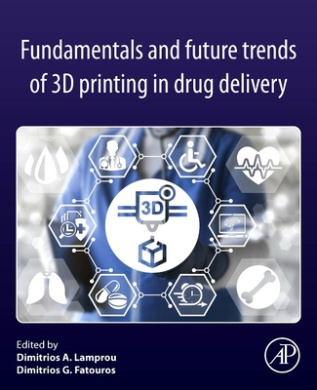 Fundamentals and future trends
of 3D printing in drug delivery
3D
Edited by
Dimitrios A. Lamprou
Dimitrios G. Fatouros
AP